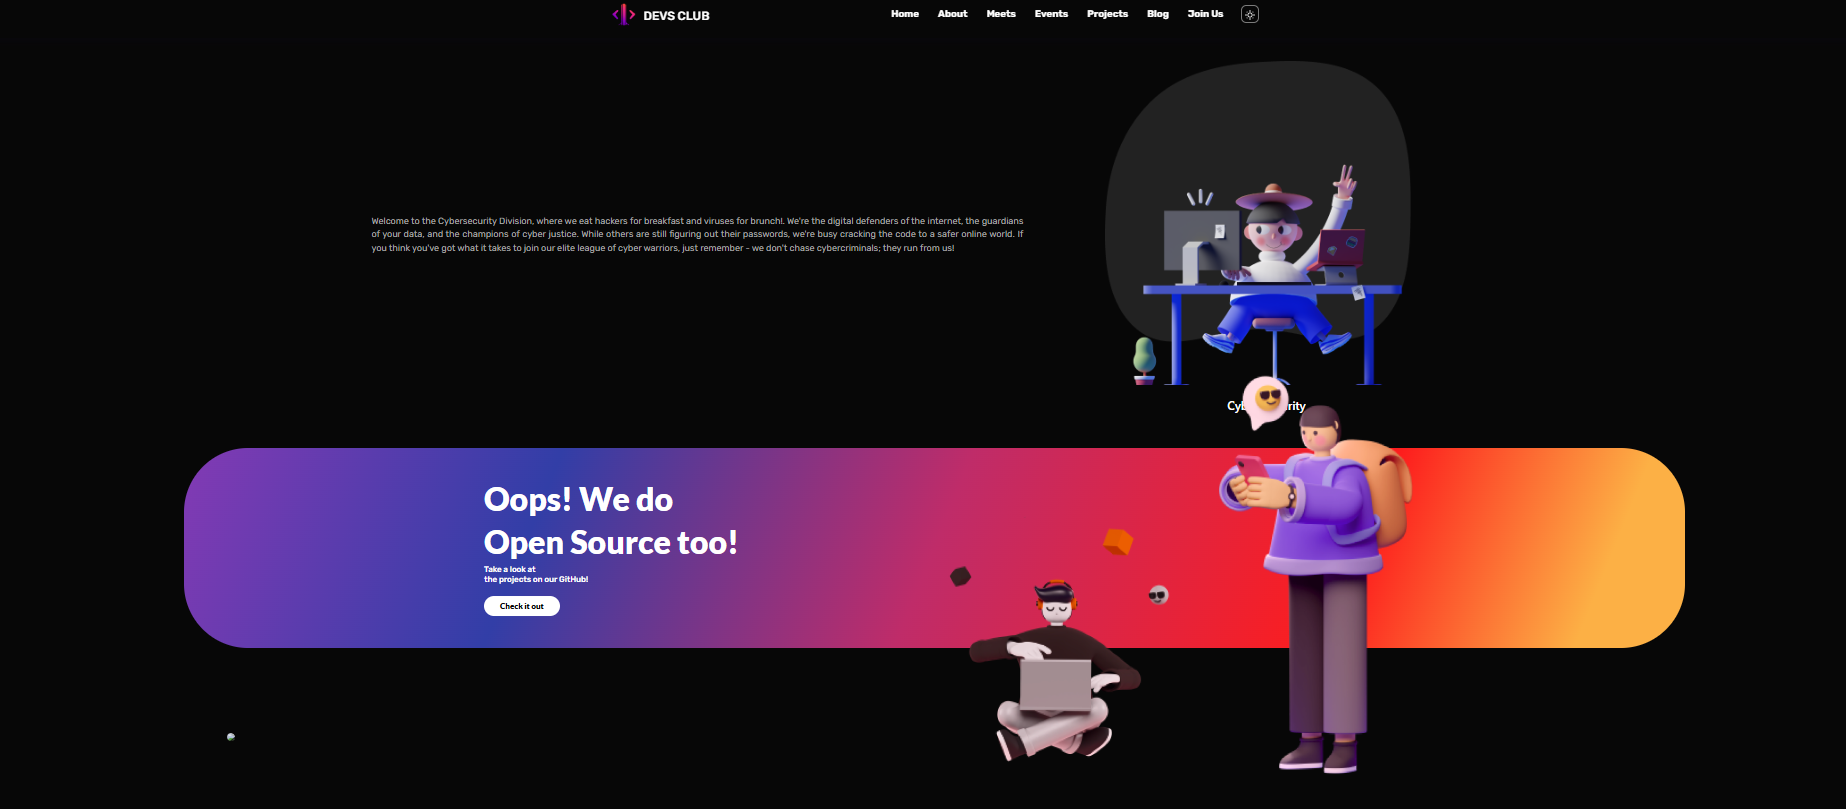 DEVS CLUB
Home About Meets Events Projects Blog Join Us
Welcome to the Cybersecurity Division, where we eat hackers for breakfast and viruses for brunch!. We're the digital defenders of the internet, the guardians
of your data, and the champions of cyber justice. While others are still figuring out their passwords, we're busy cracking the code to a safer online world. If
you think you've got what it takes to join our elite league of cyber warriors, just remember - we don't chase cybercriminals; they run from us!
Oops! We do
Open Source too!
Take a look at
the projects on our GitHub!
Check it out